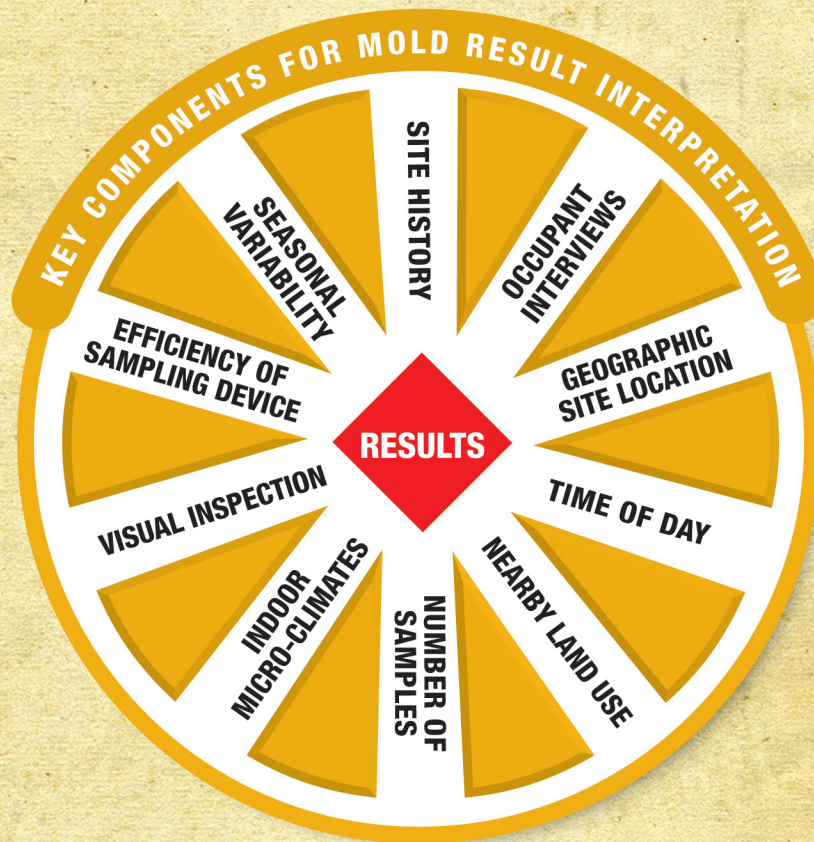 KEY COMPONENTS FOR MOLD RESULT INTERPRETATION
SITE HISTORY
OCCUPANT
INTERVIEWS
GEOGRAPHIC
SITE LOCATION
TIME OF DAY
NEARBY LAND USE
NUMBER OF
SAMPLES
INDOOR
MICRO-CLIMATES
VISUAL INSPECTION
EFFICIENCY OF
SAMPLING DEVICE
SEASONAL
VARIABILITY
RESULTS